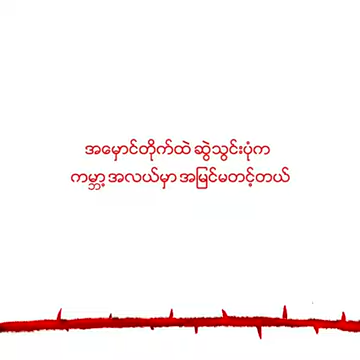 အမှောင်တိုက်ထဲ ဆွဲသွင်းပုံက
ကမ္ဘာ့ အလယ်မှာ အမြင်မတင့်တယ်